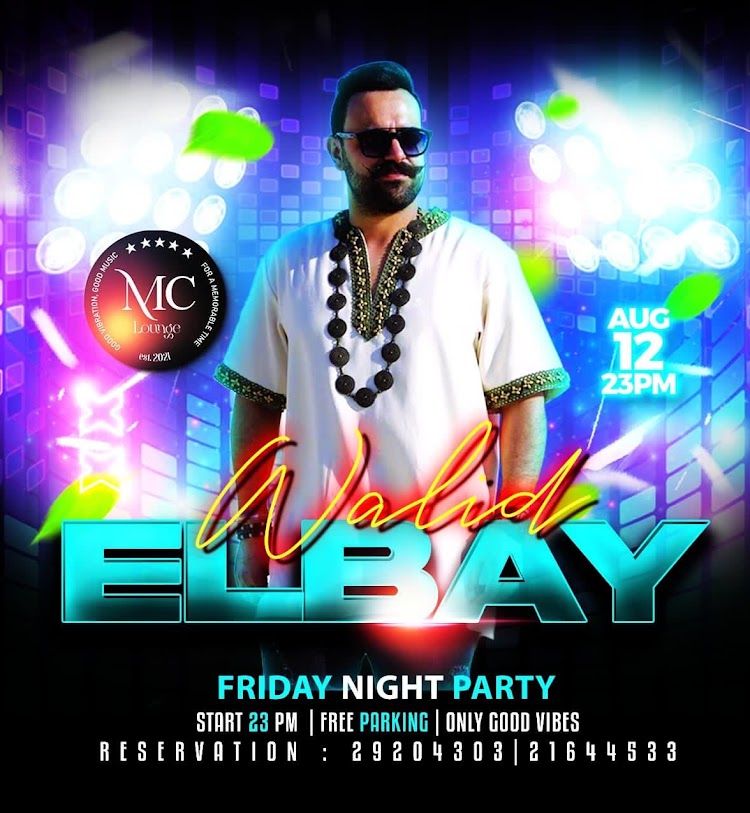 GOOD VIBRATION, GOOD MUSIC
FOR A MEMORABLE TIME
MC
Lounge
est. 2021
AUG
12
23PM
Walid
ELBAY
FRIDAY NIGHT PARTY
START 23 PM | FREE PARKING | ONLY GOOD VIBES
RESERVATION : 29204303|21644533